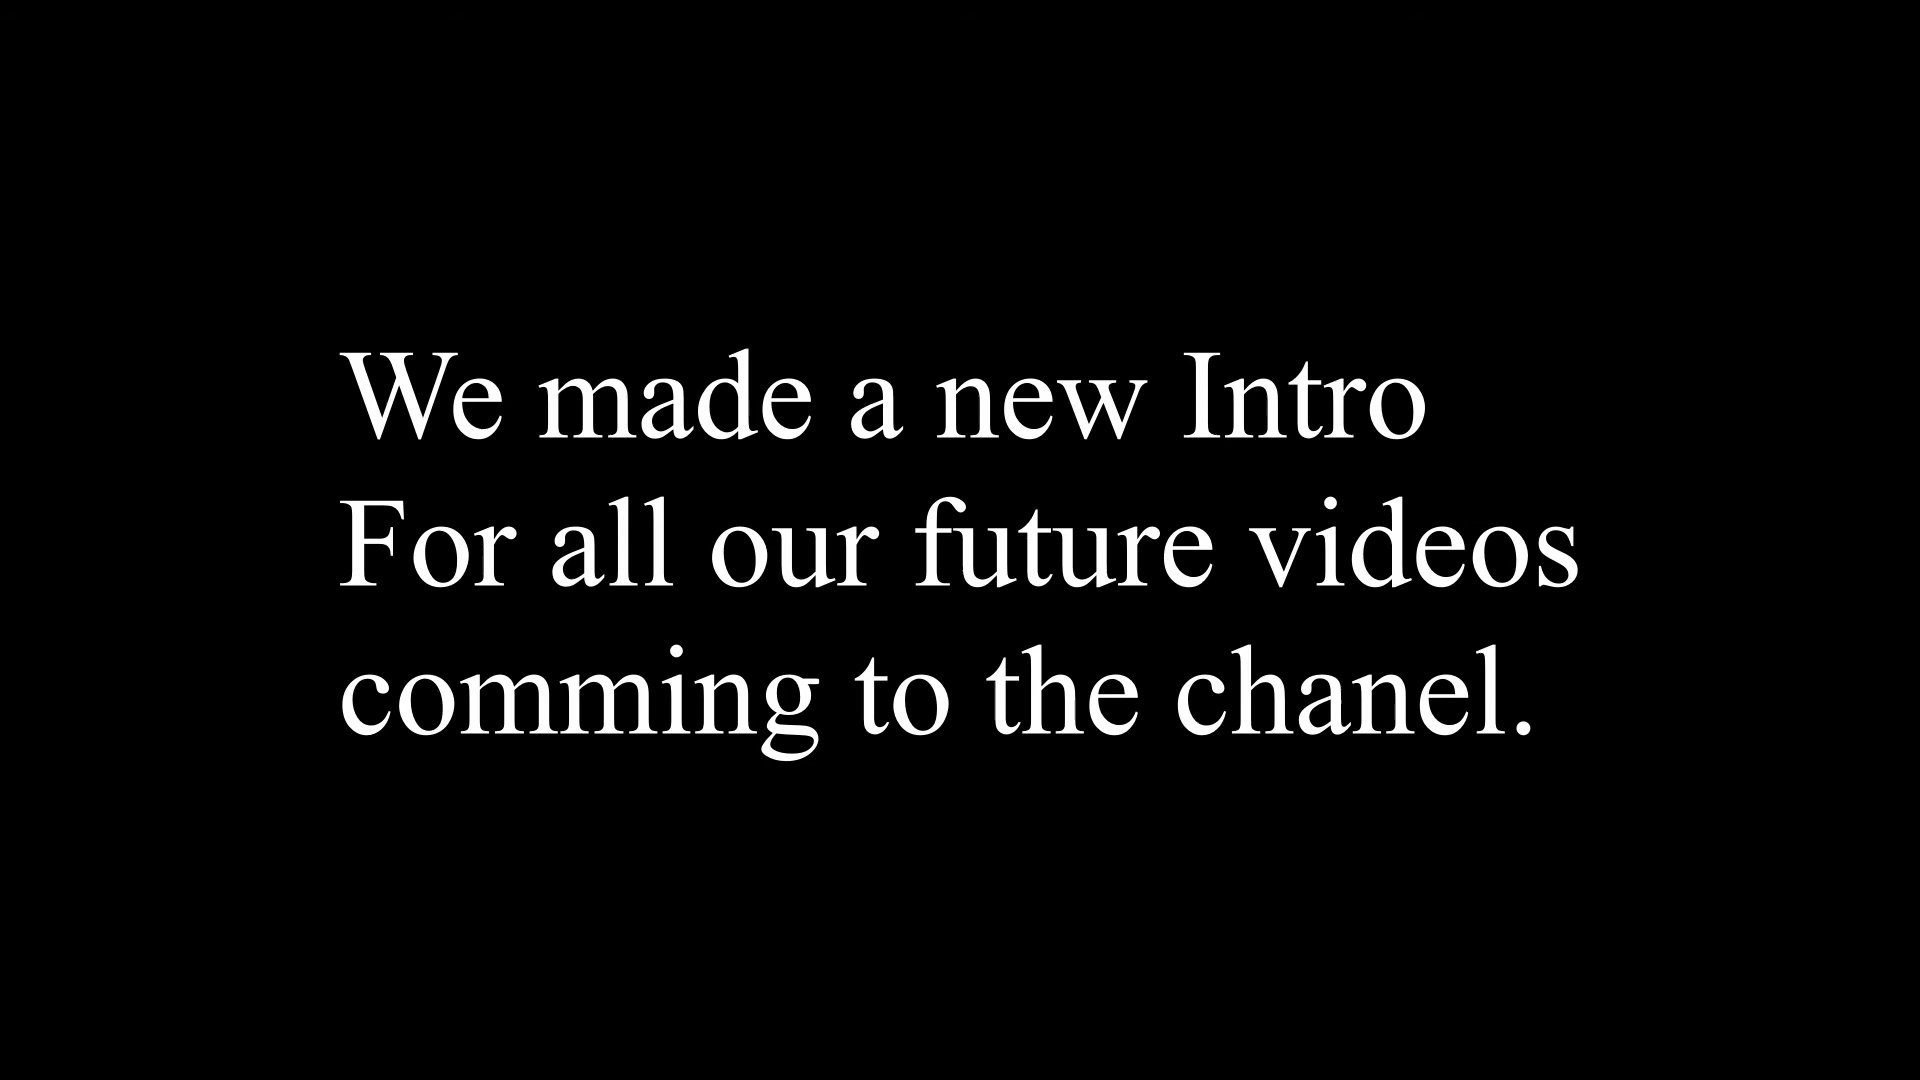 We made a new Intro
For all our future videos
comming to the chanel.